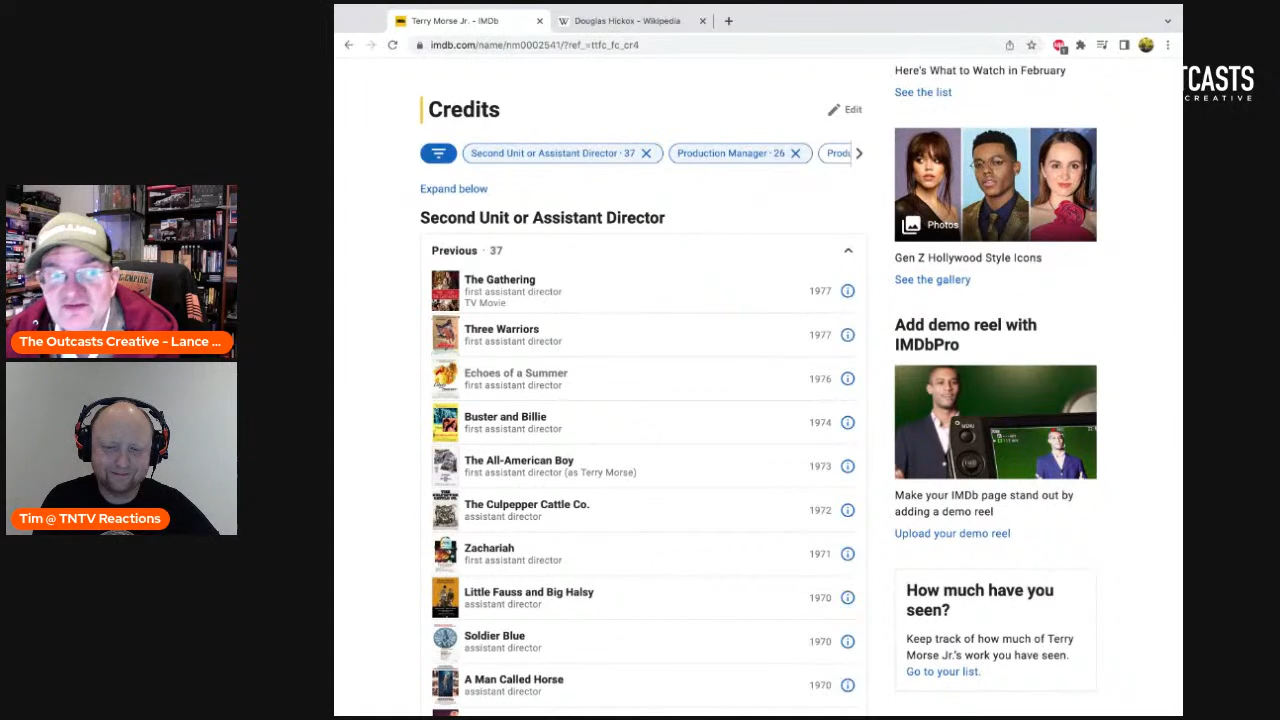 Terry Morse Jr. - IMDb
Douglas Hickox - Wikipedia
imdb.com/name/nm0002541/?ref_=ttfc_fc_cr4
Here's What to Watch in February
See the list
TCASTS
CREATIVE
Credits
Edit
Second Unit or Assistant Director · 37
Production Manager · 26
Produ
Expand below
Second Unit or Assistant Director
Previous · 37
The Gathering
first assistant director
TV Movie
1977
Three Warriors
first assistant director
1977
Echoes of a Summer
first assistant director
1976
Buster and Billie
first assistant director
1974
The All-American Boy
first assistant director (as Terry Morse)
1973
The Culpepper Cattle Co.
assistant director
1972
Zachariah
first assistant director
1971
Little Fauss and Big Halsy
assistant director
1970
Soldier Blue
assistant director
1970
A Man Called Horse
assistant director
1970
Photos
Gen Z Hollywood Style Icons
See the gallery
Add demo reel with
IMDbPro
Make your IMDb page stand out by
adding a demo reel
Upload your demo reel
How much have you
seen?
Keep track of how much of Terry
Morse Jr.'s work you have seen.
Go to your list.
EMPIRE
The Outcasts Creative - Lance ...
Tim @ TNTV Reactions